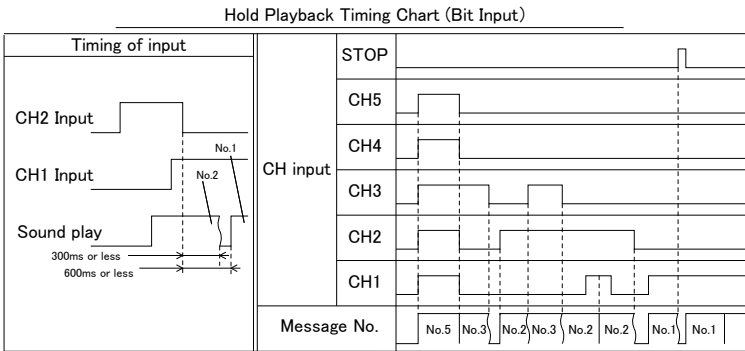 Hold Playback Timing Chart (Bit Input)
Timing of input
CH2 Input
CH1 Input
No.1
No.2
Sound play
300ms or less
600ms or less
CH input
STOP
CH5
CH4
CH3
CH2
CH1
Message No.
No.5 No.3 No.2 No.3 No.2 No.2 No.1 No.1